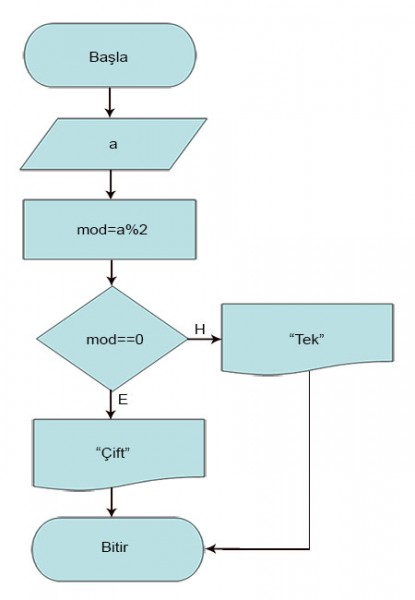 Başla
a
mod=a%2
mod==0
H
“Tek”
E
“Çift”
Bitir